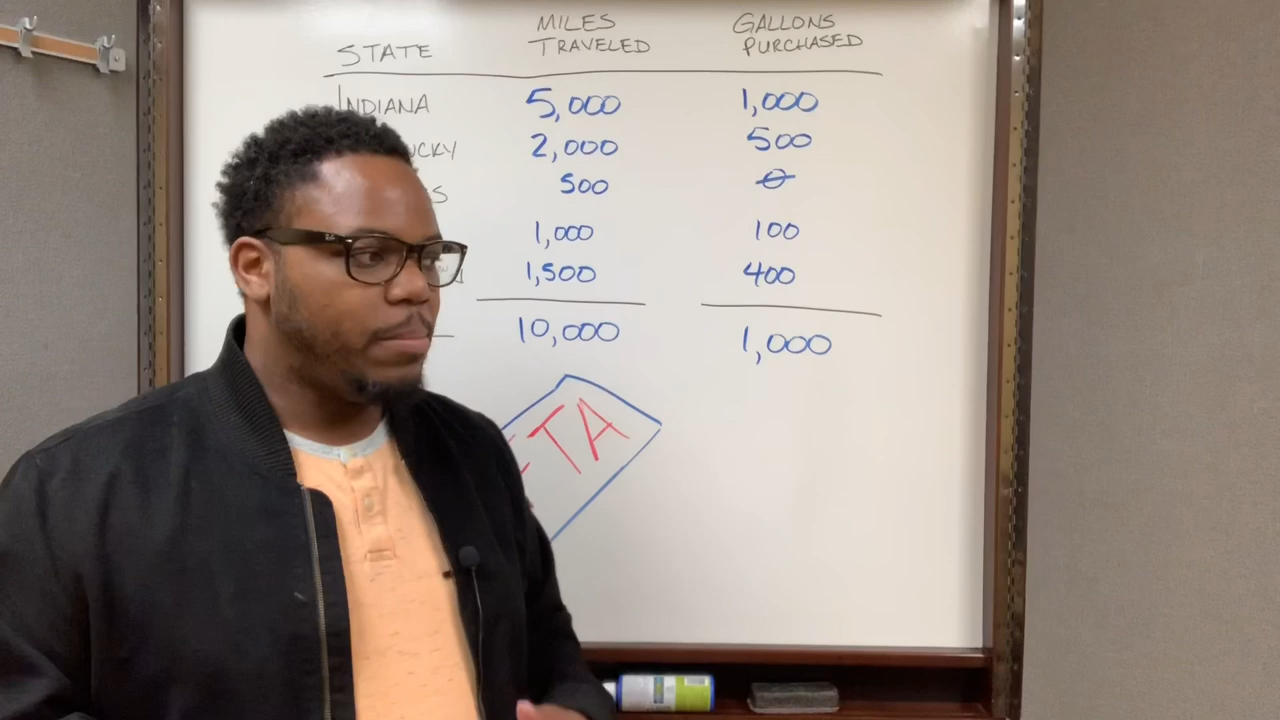 STATE MILES TRAVELED GALLONS PURCHASED
INDIANA 5,000 1,000
UCKY 2,000 500
S 500 0
1,000 100
1,500 400
10,000 1,000
TA